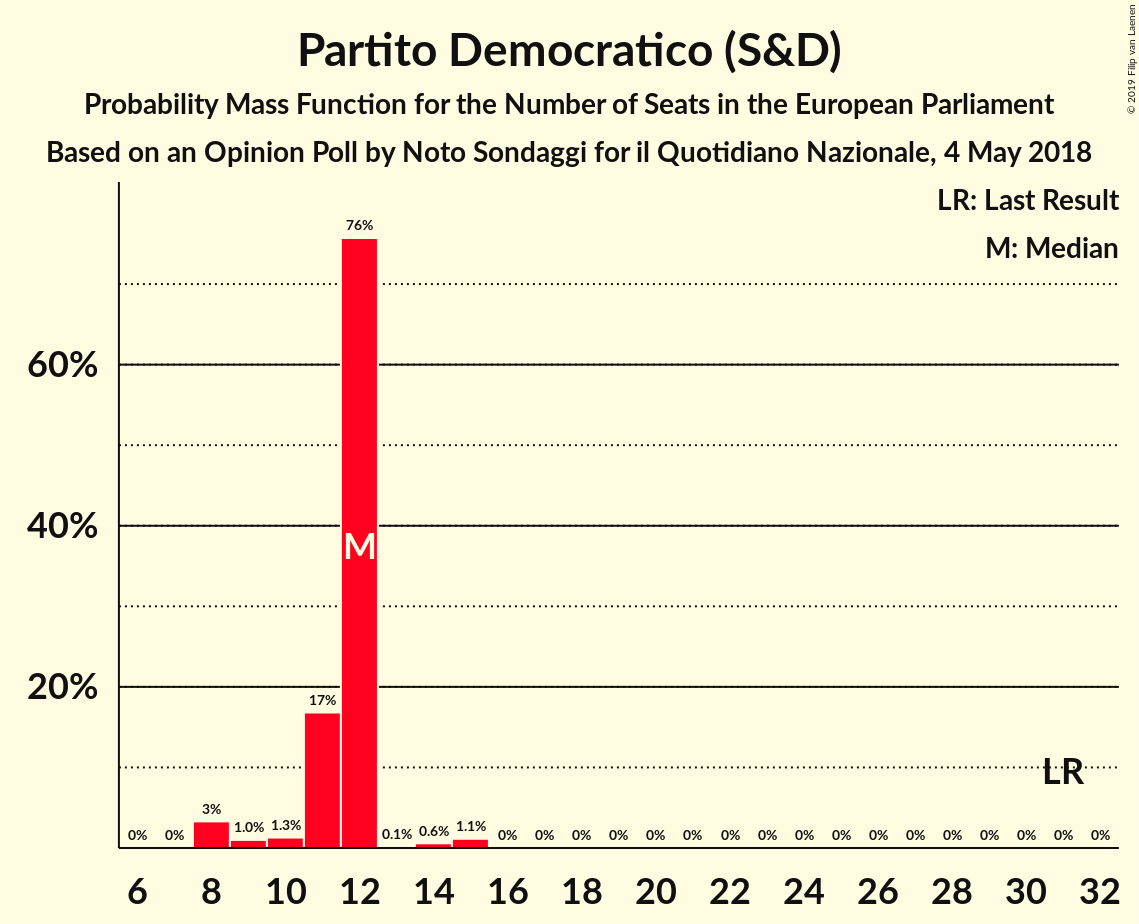 Partito Democratico (S&D)
Probability Mass Function for the Number of Seats in the European Parliament
Based on an Opinion Poll by Noto Sondaggi for il Quotidiano Nazionale, 4 May 2018
© 2019 Filip van Laenen
LR: Last Result
M: Median
60%
40%
20%
0% 0% 3% 1.0% 1.3% 17% 76% 0.1% 0.6% 1.1% 0% 0% 0% 0% 0% 0% 0% 0% 0% 0% 0% 0% 0% 0% 0% 0% 0%
M
LR
6 8 10 12 14 16 18 20 22 24 26 28 30 32